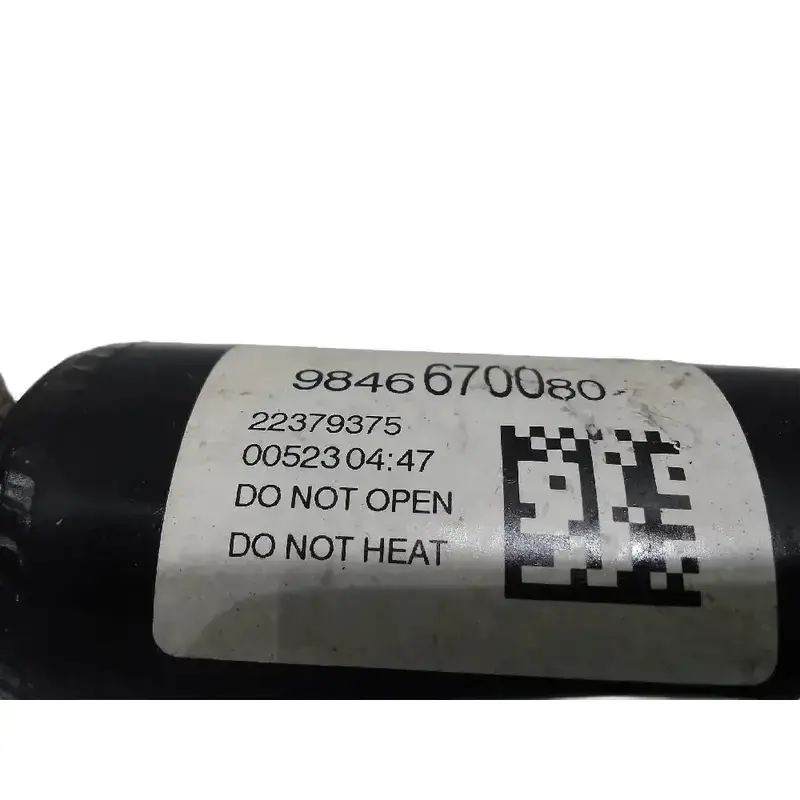 9846670080
22379375
00523 04:47
DO NOT OPEN
DO NOT HEAT